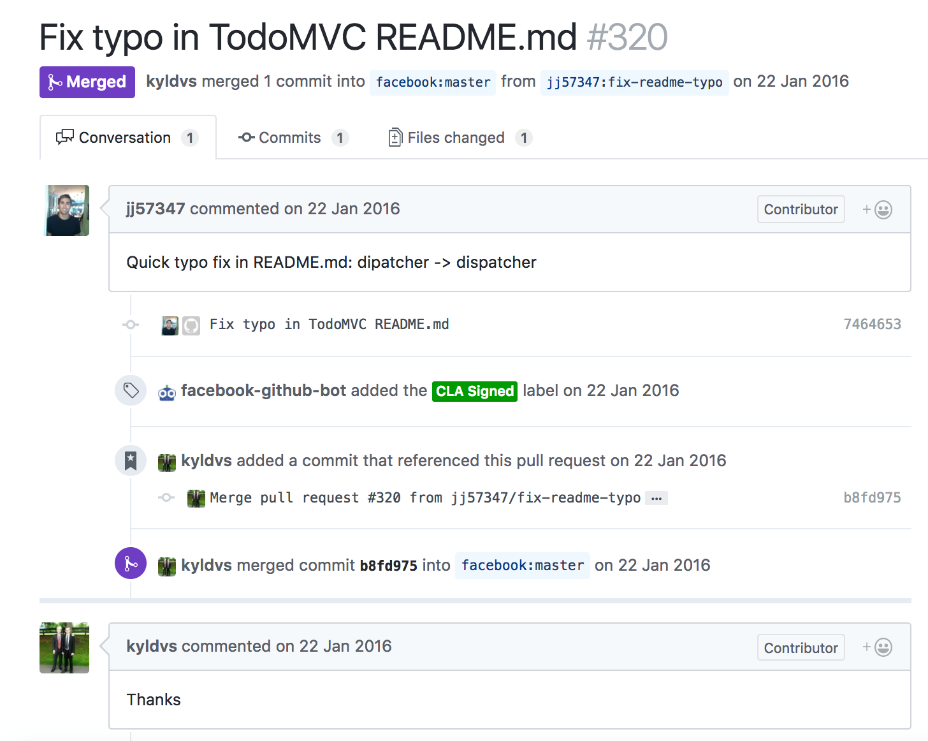 Fix typo in TodoMVC README.md #320
Merged kyldvs merged 1 commit into facebook:master from jj57347:fix-readme-typo on 22 Jan 2016
Conversation 1 Commits 1 Files changed 1
jj57347 commented on 22 Jan 2016 Contributor +
Quick typo fix in README.md: dipatcher -> dispatcher
Fix typo in TodoMVC README.md 7464653
facebook-github-bot added the CLA Signed label on 22 Jan 2016
kyldvs added a commit that referenced this pull request on 22 Jan 2016
Merge pull request #320 from jj57347/fix-readme-typo … b8fd975
kyldvs merged commit b8fd975 into facebook:master on 22 Jan 2016
kyldvs commented on 22 Jan 2016 Contributor +
Thanks